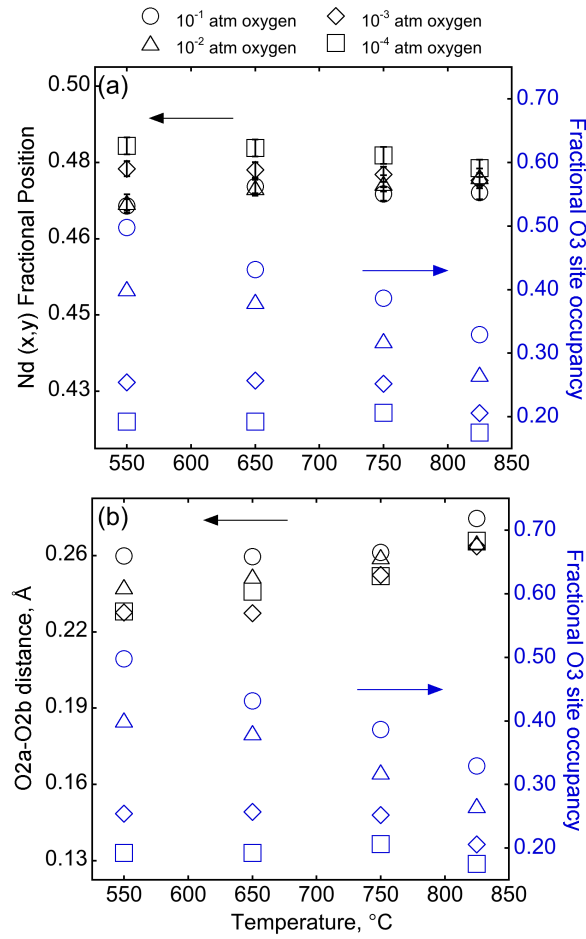 10⁻¹ atm oxygen 10⁻³ atm oxygen
10⁻² atm oxygen 10⁻⁴ atm oxygen
(a)
Nd (x,y) Fractional Position
0.50
0.48
0.46
0.45
0.43
0.70
0.60
0.50
0.40
0.30
0.20
Fractional O3 site occupancy
550 600 650 700 750 800 850
(b)
O2a-O2b distance, Å
0.26
0.22
0.19
0.16
0.13
0.70
0.60
0.50
0.40
0.30
0.20
Fractional O3 site occupancy
550 600 650 700 750 800 850
Temperature, °C